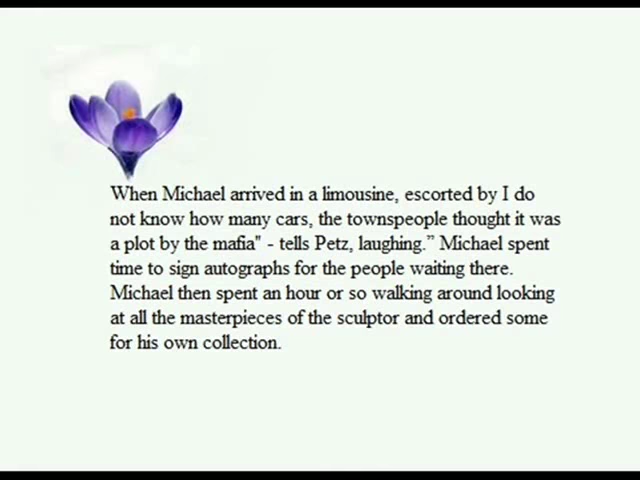 When Michael arrived in a limousine, escorted by I do
not know how many cars, the townspeople thought it was
a plot by the mafia" - tells Petz, laughing.” Michael spent
time to sign autographs for the people waiting there.
Michael then spent an hour or so walking around looking
at all the masterpieces of the sculptor and ordered some
for his own collection.